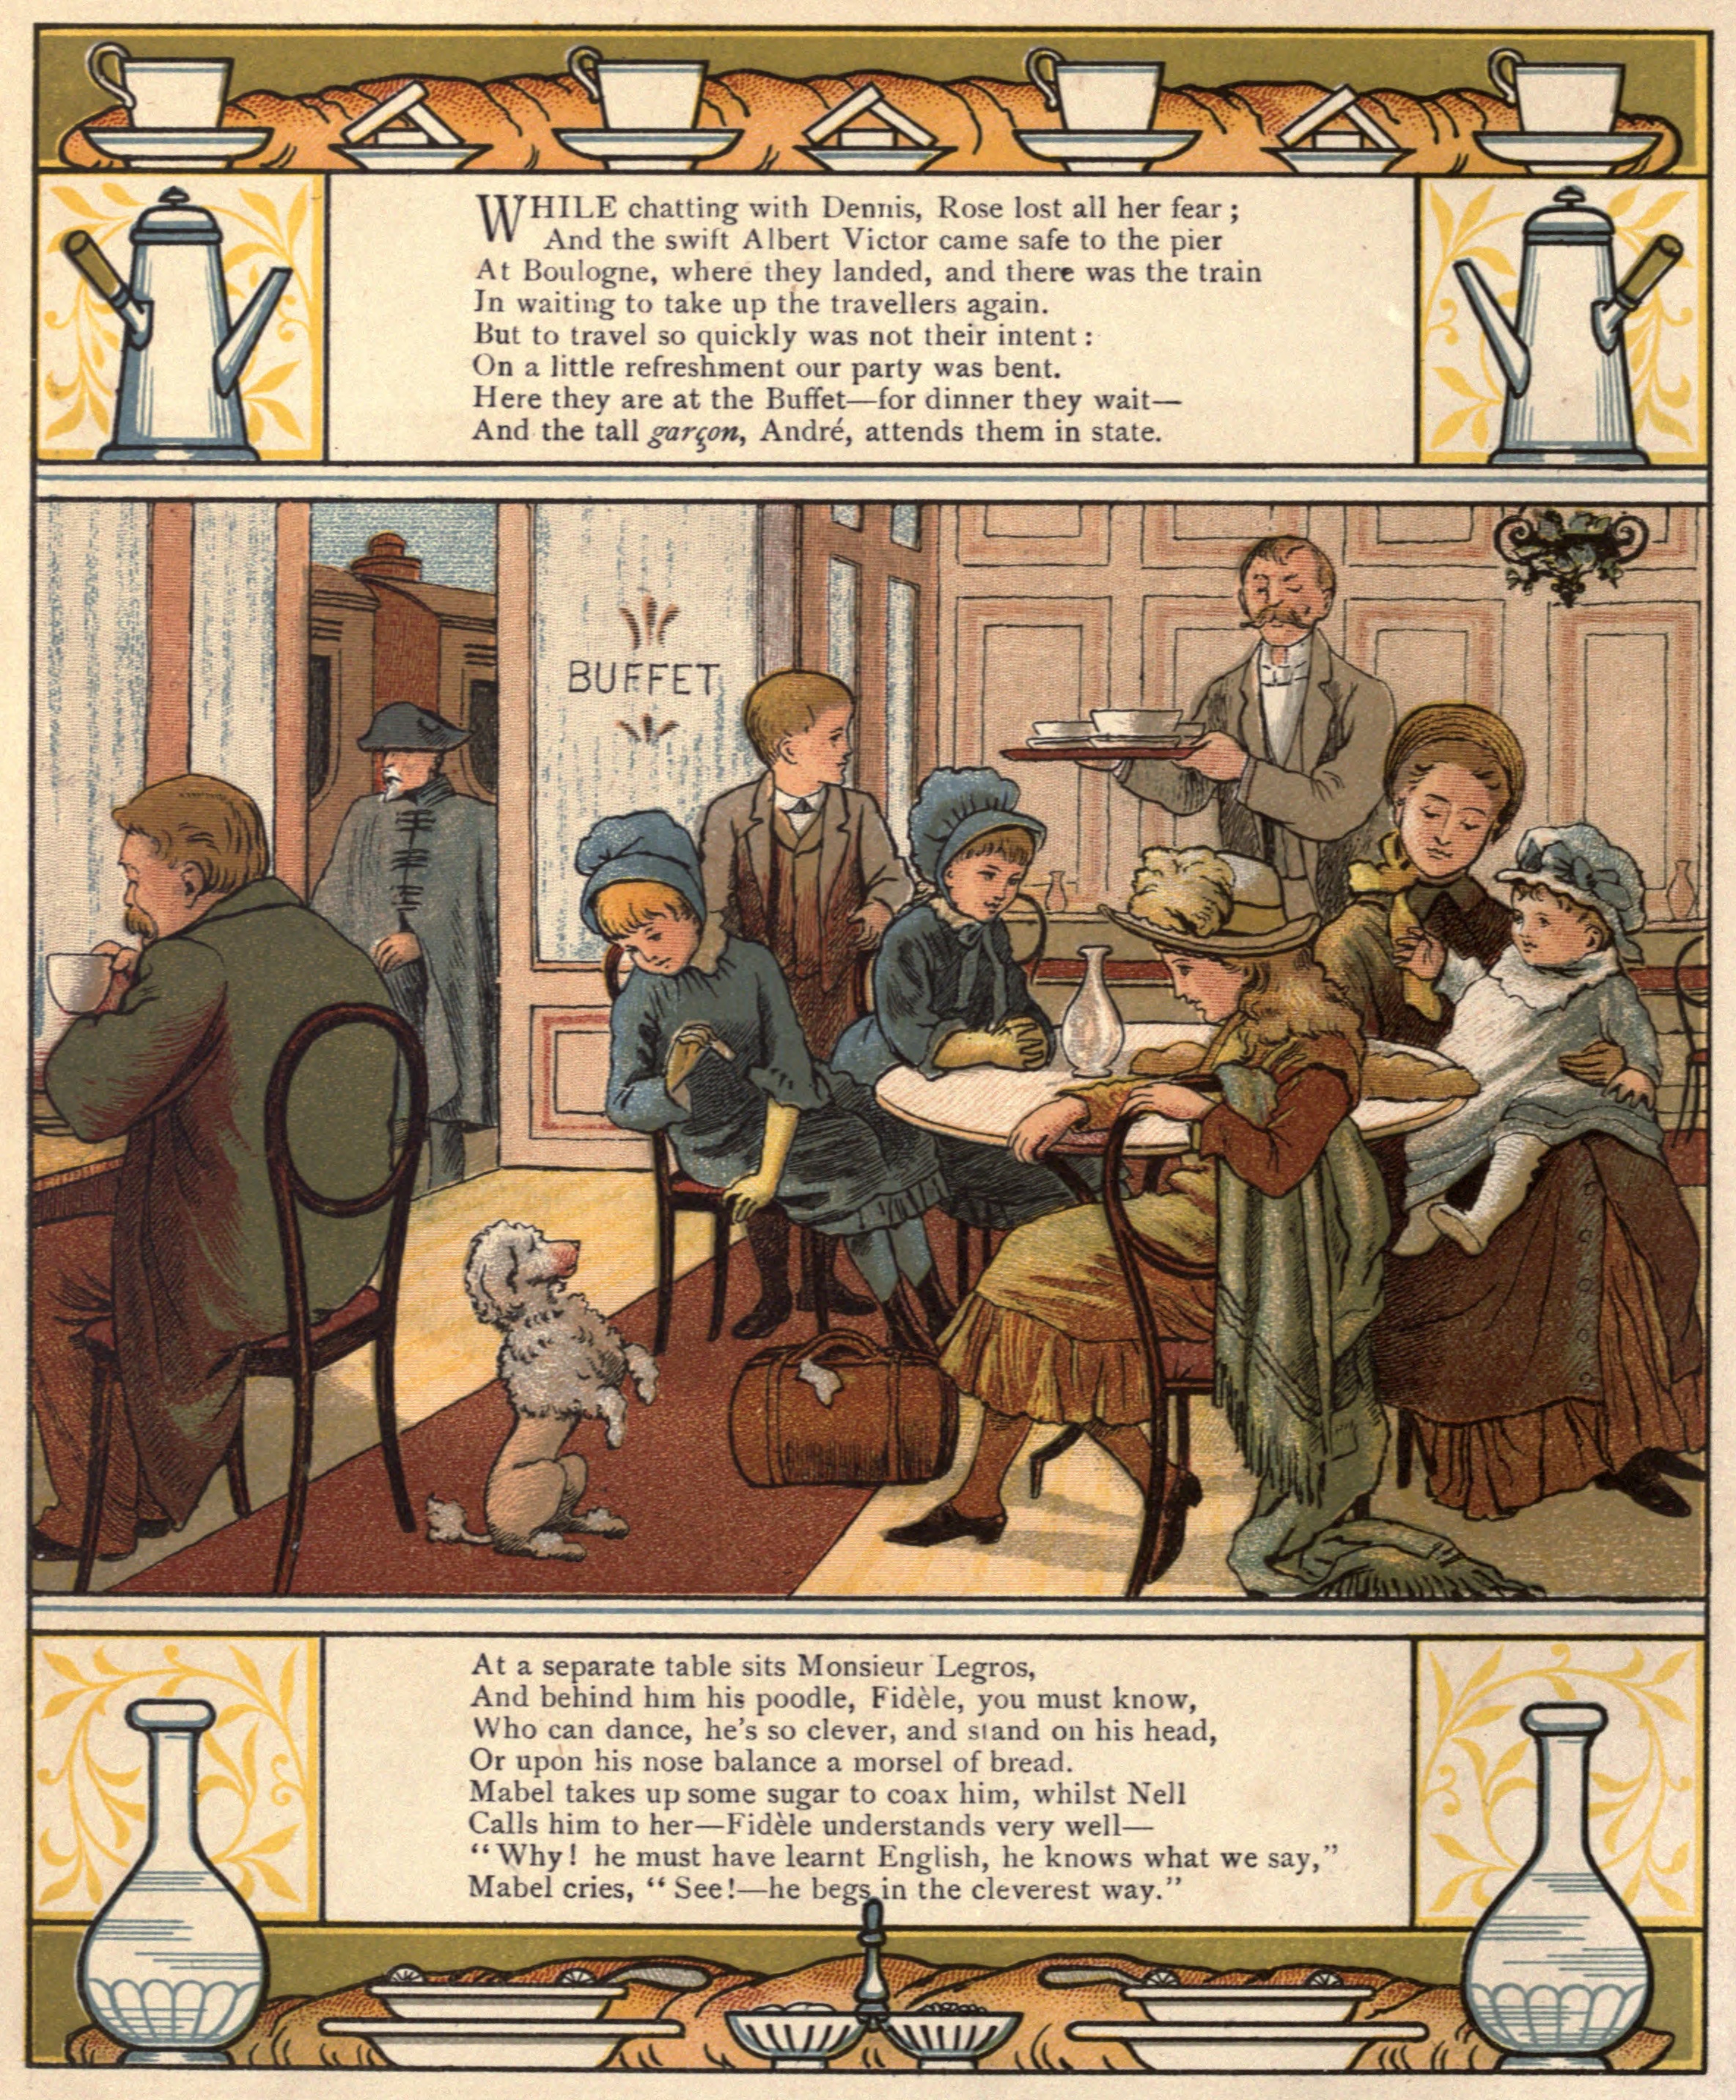 WHILE chatting with Dennis, Rose lost all her fear;
And the swift Albert Victor came safe to the pier
At Boulogne, where they landed, and there was the train
In waiting to take up the travellers again.
But to travel so quickly was not their intent:
On a little refreshment our party was bent.
Here they are at the Buffet—for dinner they wait—
And the tall garçon, André, attends them in state.
BUFFET
At a separate table sits Monsieur Legros,
And behind him his poodle, Fidèle, you must know,
Who can dance, he's so clever, and stand on his head,
Or upon his nose balance a morsel of bread.
Mabel takes up some sugar to coax him, whilst Nell
Calls him to her—Fidèle understands very well—
“Why! he must have learnt English, he knows what we say,”
Mabel cries, “See!—he begs in the cleverest way.”